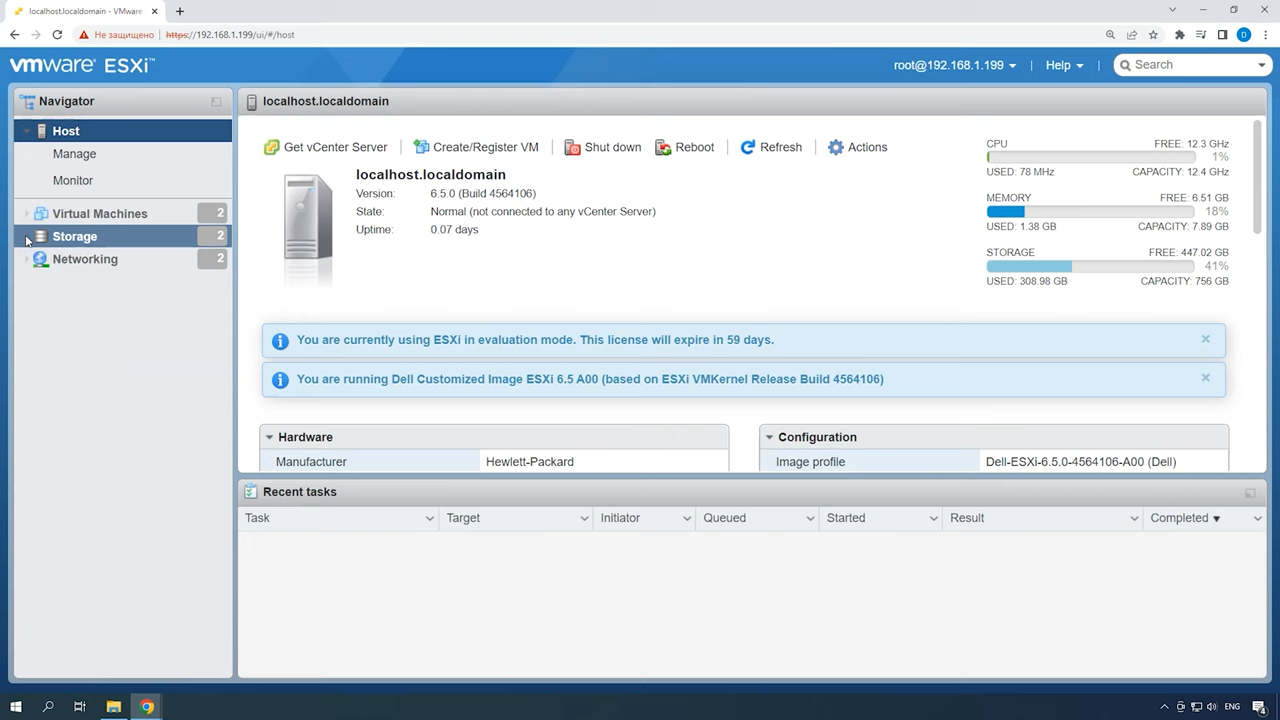 localhost.localdomain - VMware
Не защищено
https://192.168.1.199/ui/#/host
D
vmware ESXi™
root@192.168.1.199
Help
Search
Navigator
Host
Manage
Monitor
Virtual Machines 2
Storage 2
Networking 2
localhost.localdomain
Get vCenter Server
Create/Register VM
Shut down
Reboot
Refresh
Actions
localhost.localdomain
Version: 6.5.0 (Build 4564106)
State: Normal (not connected to any vCenter Server)
Uptime: 0.07 days
CPU FREE: 12.3 GHz
1%
USED: 78 MHz CAPACITY: 12.4 GHz
MEMORY FREE: 6.51 GB
18%
USED: 1.38 GB CAPACITY: 7.89 GB
STORAGE FREE: 447.02 GB
41%
USED: 308.98 GB CAPACITY: 756 GB
You are currently using ESXi in evaluation mode. This license will expire in 59 days.
You are running Dell Customized Image ESXi 6.5 A00 (based on ESXi VMKernel Release Build 4564106)
Hardware
Manufacturer Hewlett-Packard
Configuration
Image profile Dell-ESXi-6.5.0-4564106-A00 (Dell)
Recent tasks
Task Target Initiator Queued Started Result Completed
ENG
4